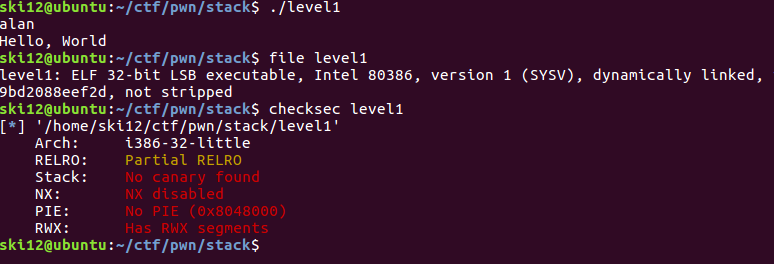 ski12@ubuntu:~/ctf/pwn/stack$ ./level1
alan
Hello, World
ski12@ubuntu:~/ctf/pwn/stack$ file level1
level1: ELF 32-bit LSB executable, Intel 80386, version 1 (SYSV), dynamically linked,
9bd2088eef2d, not stripped
ski12@ubuntu:~/ctf/pwn/stack$ checksec level1
[*] '/home/ski12/ctf/pwn/stack/level1'
    Arch:     i386-32-little
    RELRO:    Partial RELRO
    Stack:    No canary found
    NX:       NX disabled
    PIE:      No PIE (0x8048000)
    RWX:      Has RWX segments
ski12@ubuntu:~/ctf/pwn/stack$